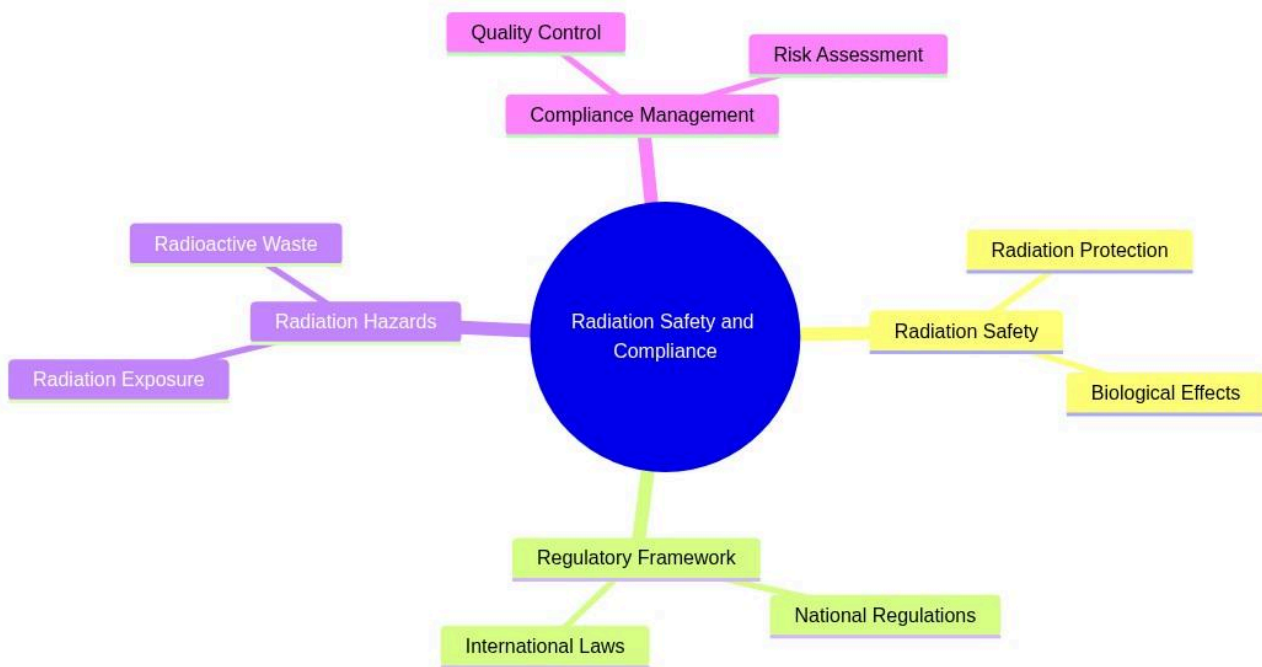 Quality Control
Risk Assessment
Compliance Management
Radioactive Waste
Radiation Protection
Radiation Hazards
Radiation Safety and
Compliance
Radiation Safety
Radiation Exposure
Biological Effects
Regulatory Framework
National Regulations
International Laws